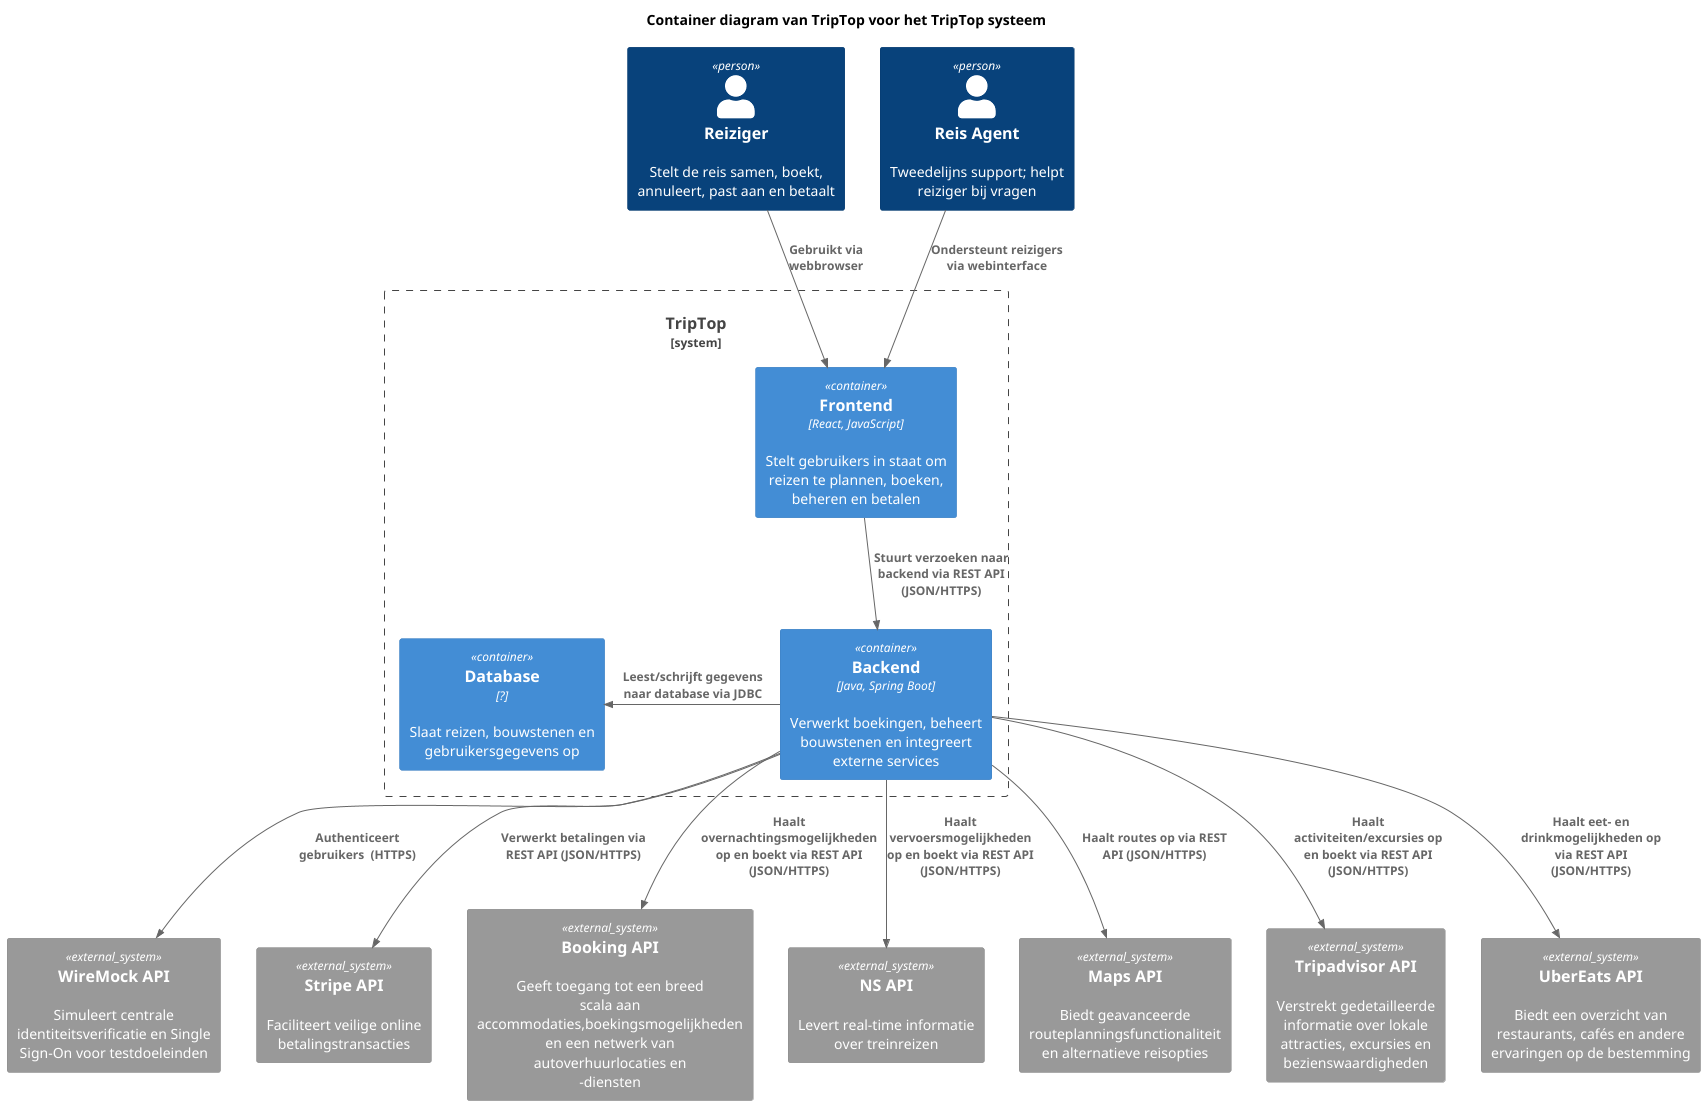 Container diagram van TripTop voor het TripTop systeem
«person»
Reiziger
Stelt de reis samen, boekt,
annuleert, past aan en betaalt
«person»
Reis Agent
Tweedelijns support; helpt
reiziger bij vragen
Gebruikt via
webbrowser
Ondersteunt reizigers
via webinterface
TripTop
[system]
«container»
Frontend
[React, JavaScript]
Stelt gebruikers in staat om
reizen te plannen, boeken,
beheren en betalen
Stuurt verzoeken naar
backend via REST API
(JSON/HTTPS)
«container»
Database
[?]
Slaat reizen, bouwstenen en
gebruikersgegevens op
Leest/schrijft gegevens
naar database via JDBC
«container»
Backend
[Java, Spring Boot]
Verwerkt boekingen, beheert
bouwstenen en integreert
externe services
Authenticeert
gebruikers  (HTTPS)
Verwerkt betalingen via
REST API (JSON/HTTPS)
Haalt
overnachtingsmogelijkheden
op en boekt via REST API
(JSON/HTTPS)
Haalt
vervoersmogelijkheden
op en boekt via REST API
(JSON/HTTPS)
Haalt routes op via REST
API (JSON/HTTPS)
Haalt
activiteiten/excursies op
en boekt via REST API
(JSON/HTTPS)
Haalt eet- en
drinkmogelijkheden op
via REST API
(JSON/HTTPS)
«external_system»
WireMock API
Simuleert centrale
identiteitsverificatie en Single
Sign-On voor testdoeleinden
«external_system»
Stripe API
Faciliteert veilige online
betalingstransacties
«external_system»
Booking API
Geeft toegang tot een breed
scala aan
accommodaties,boekingsmogelijkheden
en een netwerk van
autoverhuurlocaties en
-diensten
«external_system»
NS API
Levert real-time informatie
over treinreizen
«external_system»
Maps API
Biedt geavanceerde
routeplanningsfunctionaliteit
en alternatieve reisopties
«external_system»
Tripadvisor API
Verstrekt gedetailleerde
informatie over lokale
attracties, excursies en
bezienswaardigheden
«external_system»
UberEats API
Biedt een overzicht van
restaurants, cafés en andere
ervaringen op de bestemming